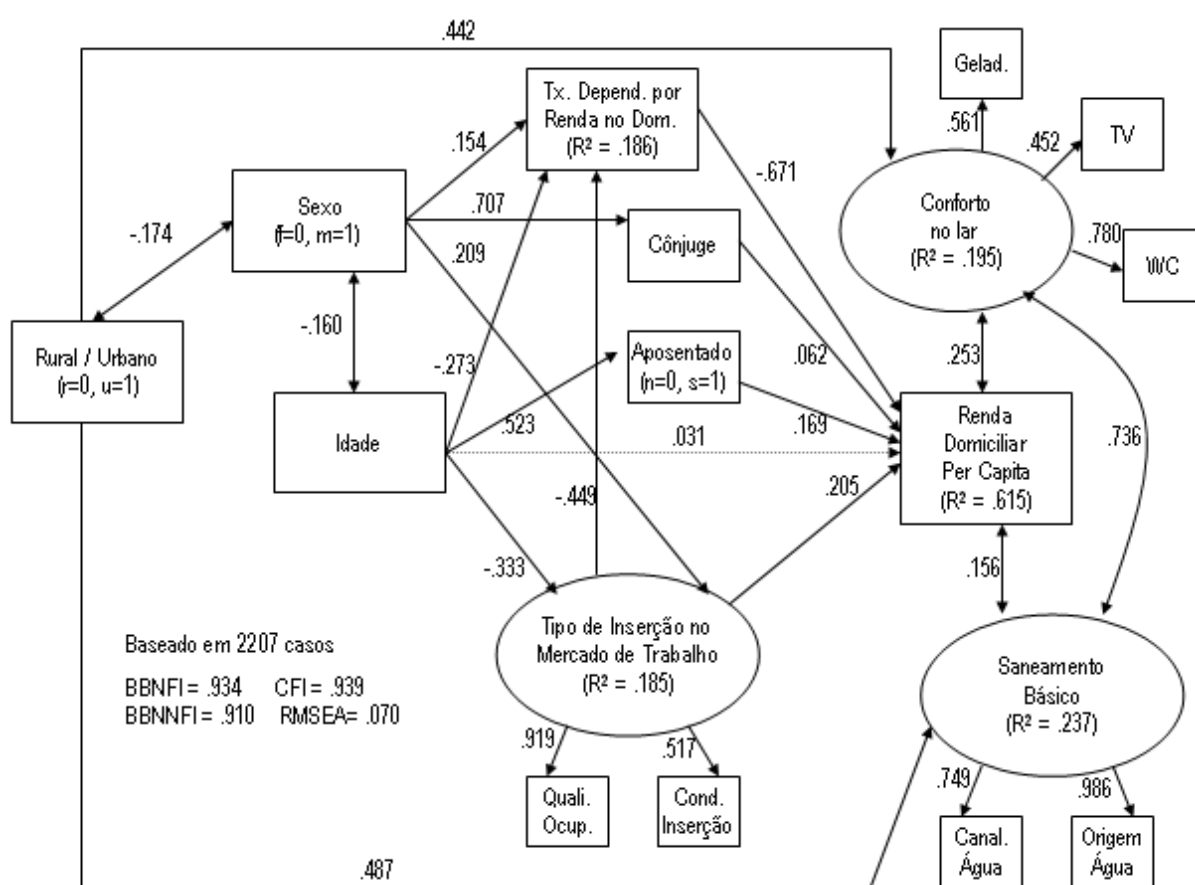 .442
Gelad.
.561
.452
TV
Tx. Depend. por
Renda no Dom.
(R² = .186)
.154
-.671
Sexo
(f=0, m=1)
.707
Conforto
no lar
(R² = .195)
.780
WC
-.174
.209
Cônjuge
-.160
Rural / Urbano
(r=0, u=1)
-.273
Aposentado
(n=0, s=1)
.062
.253
Idade
.523
.031
.169
Renda
Domiciliar
Per Capita
(R² = .615)
.736
-.449
.205
-.333
.156
Tipo de Inserção no
Mercado de Trabalho
(R² = .185)
Baseado em 2207 casos
BBNFI = .934 CFI = .939
BBNNFI = .910 RMSEA= .070
Saneamento
Básico
(R² = .237)
.919
.517
.749
.986
Quali.
Ocup.
Cond.
Inserção
Canal.
Água
Origem
Água
.487